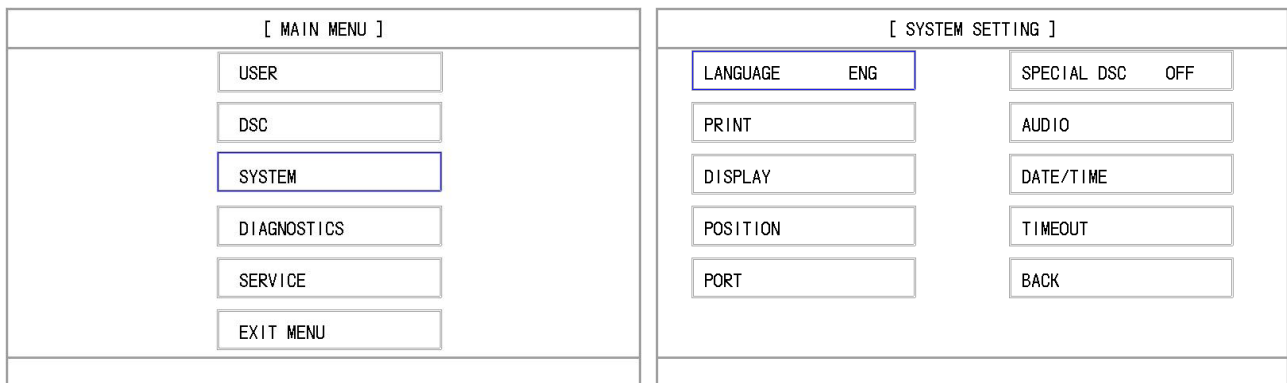 [ MAIN MENU ]
USER
DSC
SYSTEM
DIAGNOSTICS
SERVICE
EXIT MENU
[ SYSTEM SETTING ]
LANGUAGE ENG
PRINT
DISPLAY
POSITION
PORT
SPECIAL DSC OFF
AUDIO
DATE/TIME
TIMEOUT
BACK